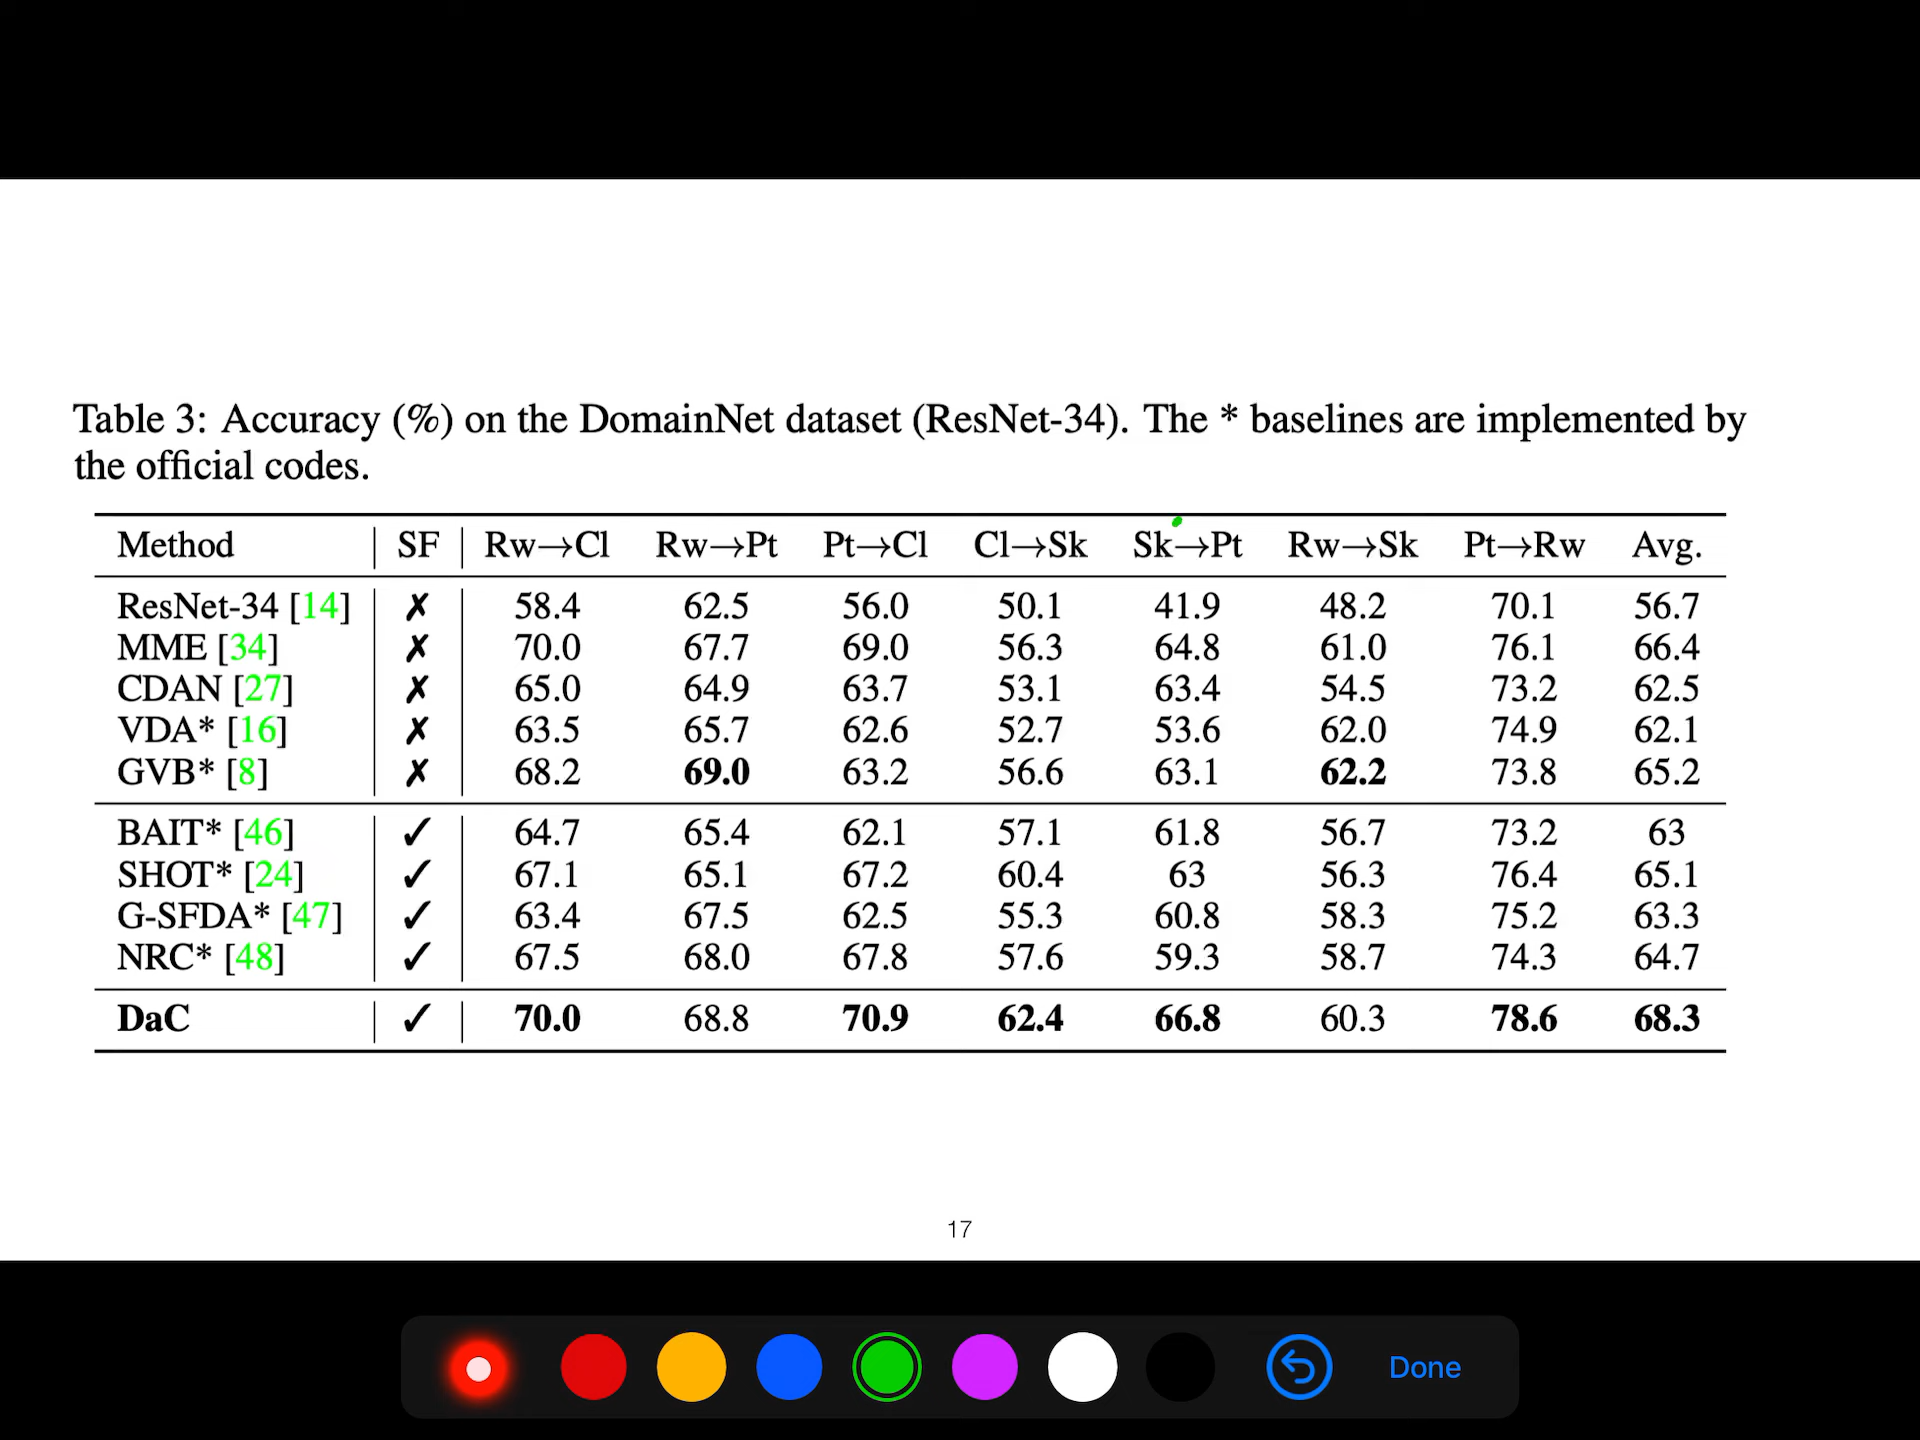 Table 3: Accuracy (%) on the DomainNet dataset (ResNet-34). The * baselines are implemented by
the official codes.
Method SF Rw→Cl Rw→Pt Pt→Cl Cl→Sk Sk→Pt Rw→Sk Pt→Rw Avg.
ResNet-34 [14] ✗ 58.4 62.5 56.0 50.1 41.9 48.2 70.1 56.7
MME [34] ✗ 70.0 67.7 69.0 56.3 64.8 61.0 76.1 66.4
CDAN [27] ✗ 65.0 64.9 63.7 53.1 63.4 54.5 73.2 62.5
VDA* [16] ✗ 63.5 65.7 62.6 52.7 53.6 62.0 74.9 62.1
GVB* [8] ✗ 68.2 69.0 63.2 56.6 63.1 62.2 73.8 65.2
BAIT* [46] ✓ 64.7 65.4 62.1 57.1 61.8 56.7 73.2 63
SHOT* [24] ✓ 67.1 65.1 67.2 60.4 63 56.3 76.4 65.1
G-SFDA* [47] ✓ 63.4 67.5 62.5 55.3 60.8 58.3 75.2 63.3
NRC* [48] ✓ 67.5 68.0 67.8 57.6 59.3 58.7 74.3 64.7
DaC ✓ 70.0 68.8 70.9 62.4 66.8 60.3 78.6 68.3
17
Done